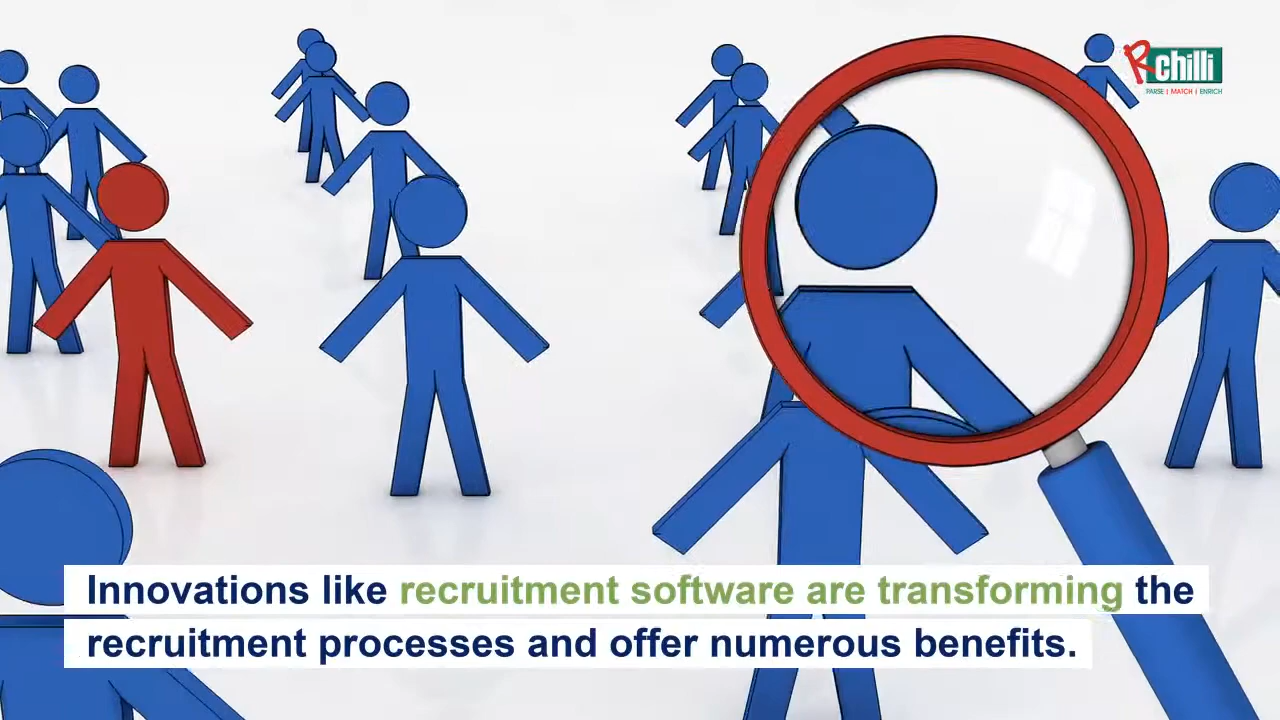 Rchilli
PARSE | MATCH | ENRICH
Innovations like recruitment software are transforming the
recruitment processes and offer numerous benefits.